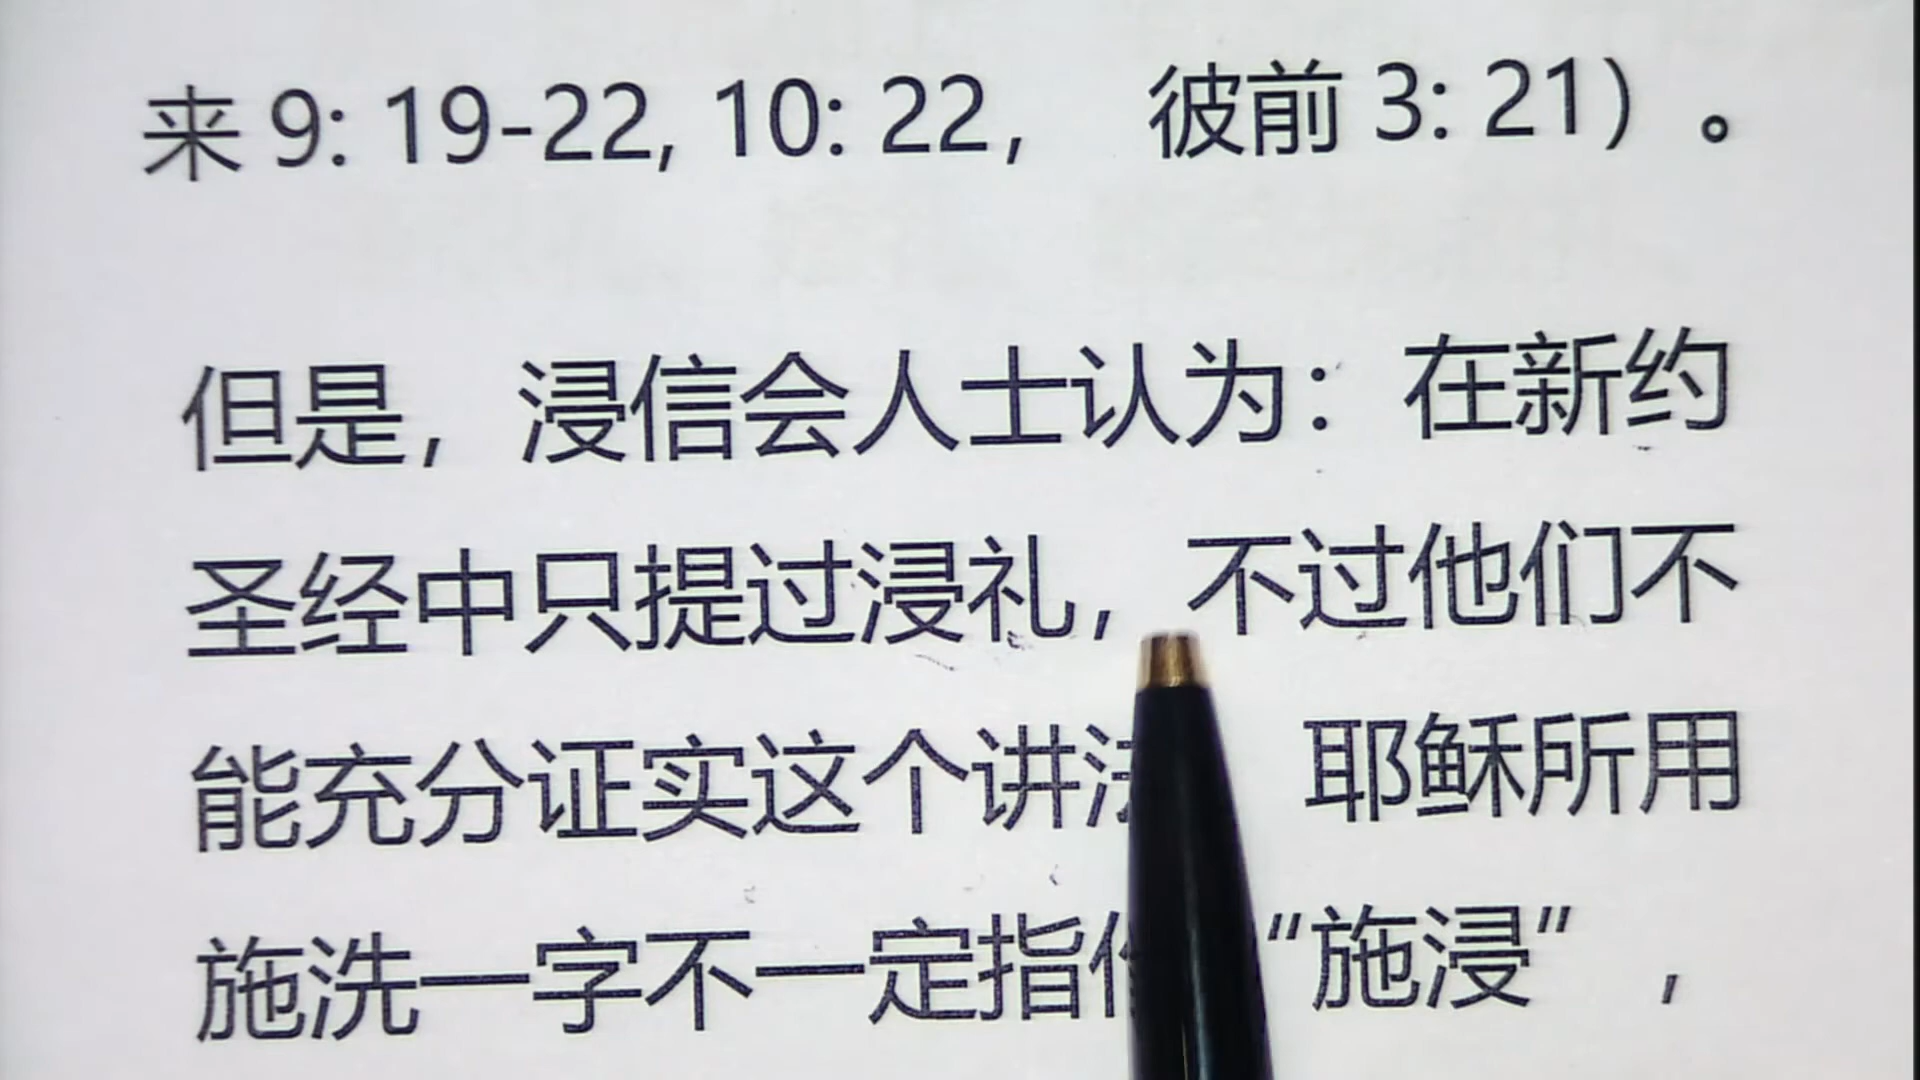 来 9: 19-22, 10: 22， 彼前 3: 21）。
但是，浸信会人士认为：在新约
圣经中只提过浸礼，不过他们不
能充分证实这个讲 耶稣所用
施洗一字不一定指 “施浸”，